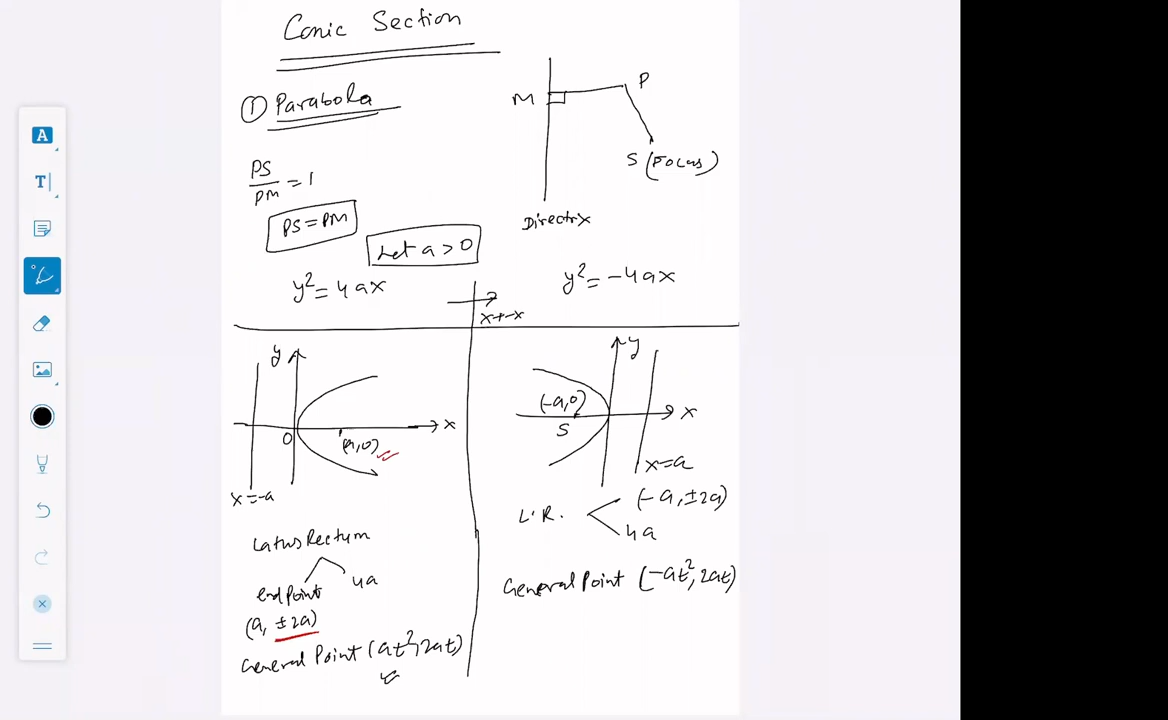 Conic Section
① Parabola
M
P
S (Focus)
Directrix
PS/PM = 1
PS = PM
Let a > 0
y² = 4ax
y² = -4ax
x→-x
y
x
O
(a,0)
x=-a
y
x
(-a,0)
S
x=a
Latus Rectum
End Point
4a
(a, ±2a)
General Point (at², 2at)
L.R.
(-a, ±2a)
4a
General Point (-at², 2at)
A
T